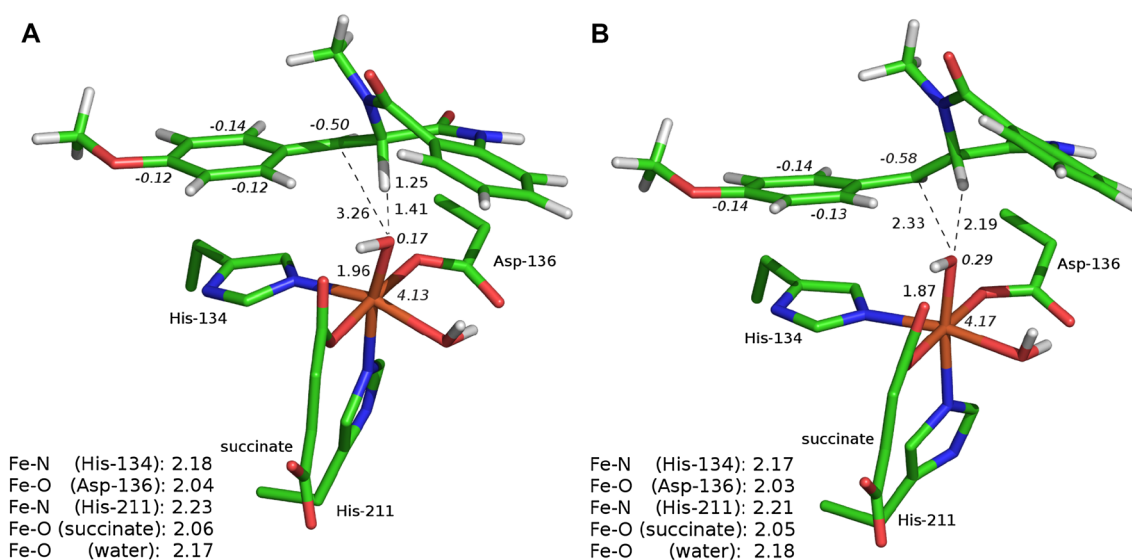 A
-0.14
-0.50
-0.12
-0.12
1.25
1.41
3.26
0.17
Asp-136
1.96
4.13
His-134
succinate
His-211
Fe-N (His-134): 2.18
Fe-O (Asp-136): 2.04
Fe-N (His-211): 2.23
Fe-O (succinate): 2.06
Fe-O (water): 2.17
B
-0.14
-0.58
-0.14
-0.13
2.33
2.19
0.29
Asp-136
1.87
4.17
His-134
succinate
His-211
Fe-N (His-134): 2.17
Fe-O (Asp-136): 2.03
Fe-N (His-211): 2.21
Fe-O (succinate): 2.05
Fe-O (water): 2.18